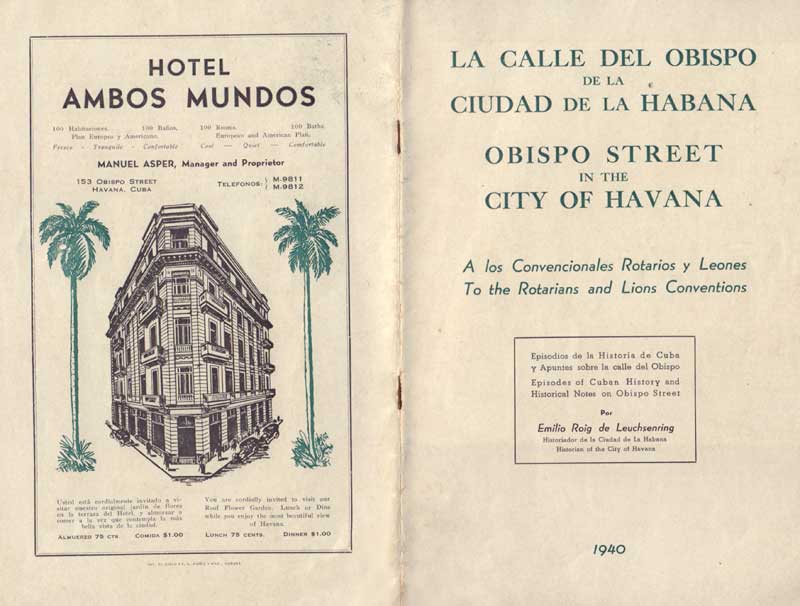 HOTEL
AMBOS MUNDOS
100 Habitaciones. 100 Baños.
Plan Europeo y Americano.
Fresco - Tranquilo - Confortable
100 Rooms. 100 Baths.
European and American Plan.
Cool — Quiet — Comfortable
MANUEL ASPER, Manager and Proprietor
153 OBISPO STREET
HAVANA, CUBA
TELEFONOS: M-9811
M-9812
Usted está cordialmente invitado a vi-
sitar nuestro original jardín de flores
en la terraza del Hotel, y almorzar o
comer a la vez que contempla la más
bella vista de la ciudad.
ALMUERZO 75 CTS. COMIDA $1.00
You are cordially invited to visit our
Roof Flower Garden. Lunch or Dine
while you enjoy the most beautiful view
of Havana.
LUNCH 75 CENTS. DINNER $1.00
LA CALLE DEL OBISPO
DE LA
CIUDAD DE LA HABANA
OBISPO STREET
IN THE
CITY OF HAVANA
A los Convencionales Rotarios y Leones
To the Rotarians and Lions Conventions
Episodios de la Historia de Cuba
y Apuntes sobre la calle del Obispo
Episodes of Cuban History and
Historical Notes on Obispo Street
Por
Emilio Roig de Leuchsenring
Historiador de la Ciudad de La Habana
Historian of the City of Havana
1940